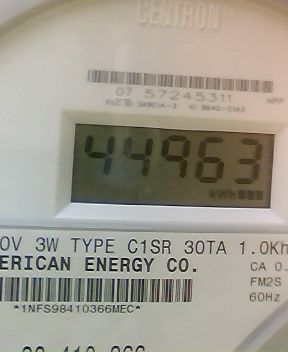 CENTRON®
07 57245311
44963
kWh
0V 3W TYPE C1SR 30TA 1.0Kh
ERICAN ENERGY CO.
CA 0.
FM2S
60Hz
*1NFS98410366MEC*